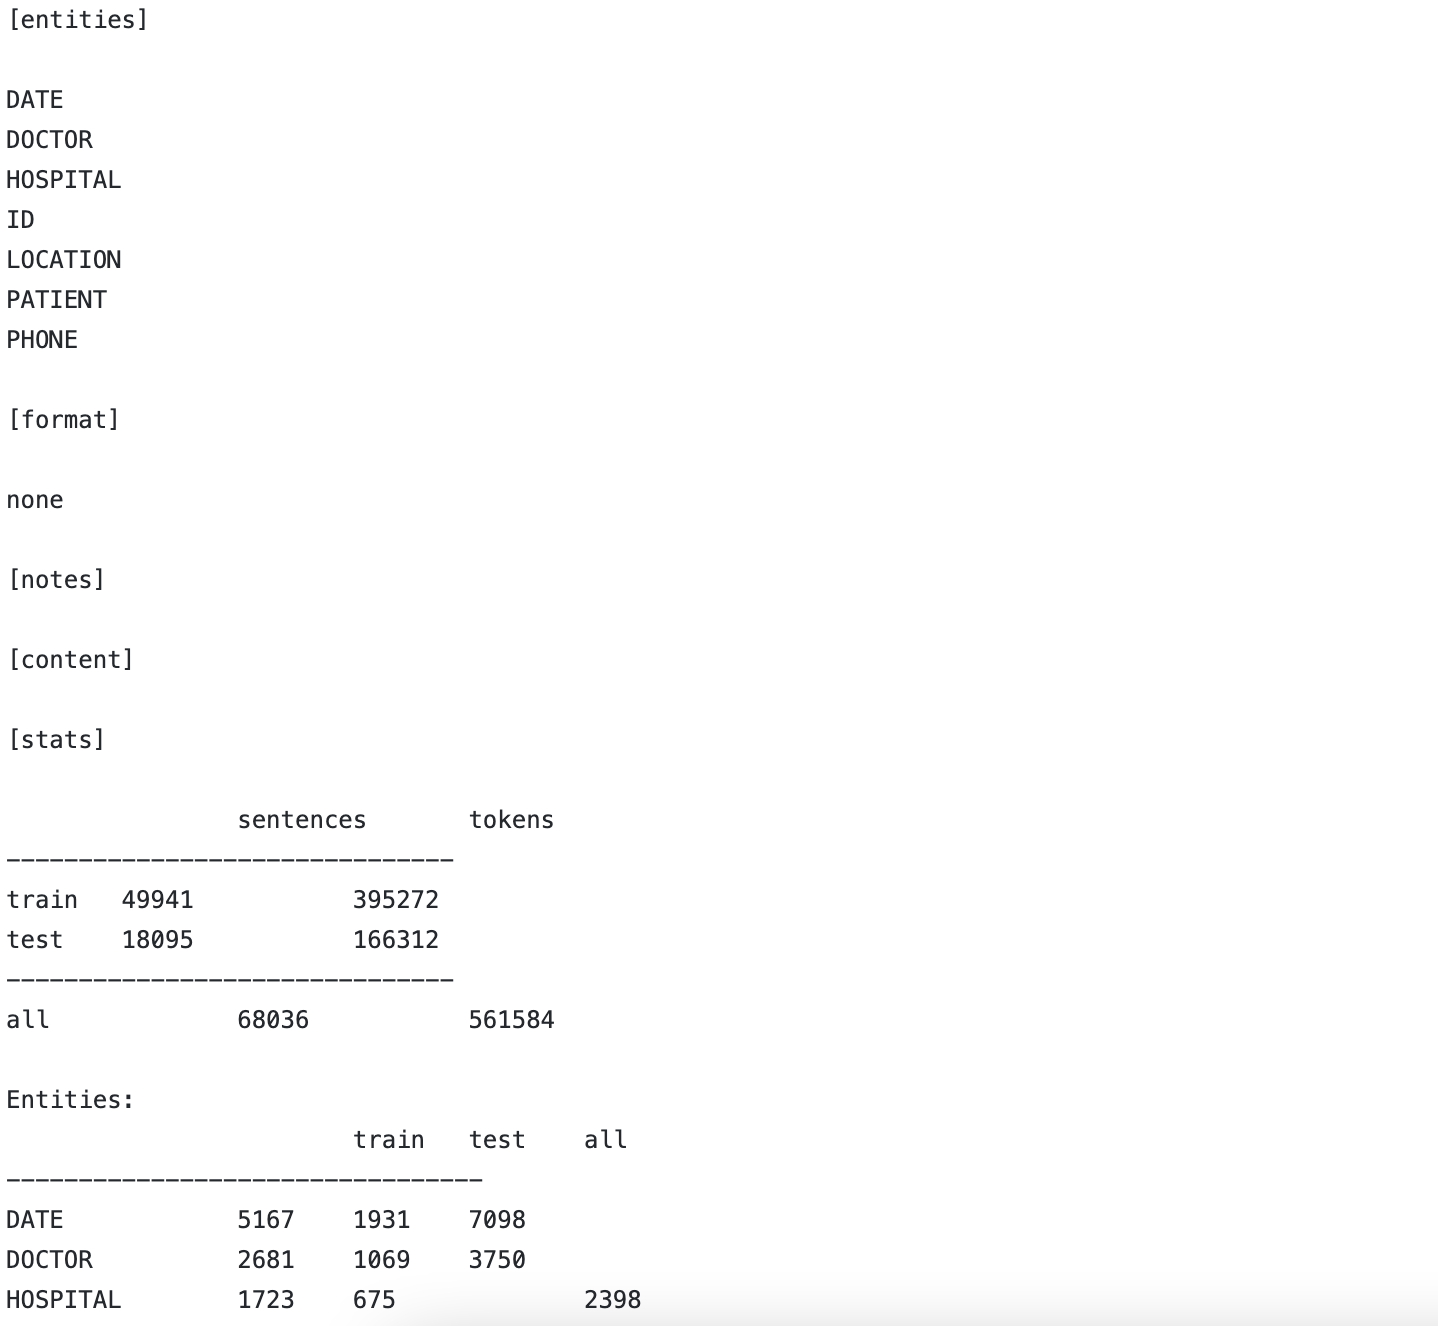 [entities]
DATE
DOCTOR
HOSPITAL
ID
LOCATION
PATIENT
PHONE
[format]
none
[notes]
[content]
[stats]
sentences tokens
-------------------------------
train 49941 395272
test 18095 166312
-------------------------------
all 68036 561584
Entities:
train test all
---------------------------------
DATE 5167 1931 7098
DOCTOR 2681 1069 3750
HOSPITAL 1723 675 2398